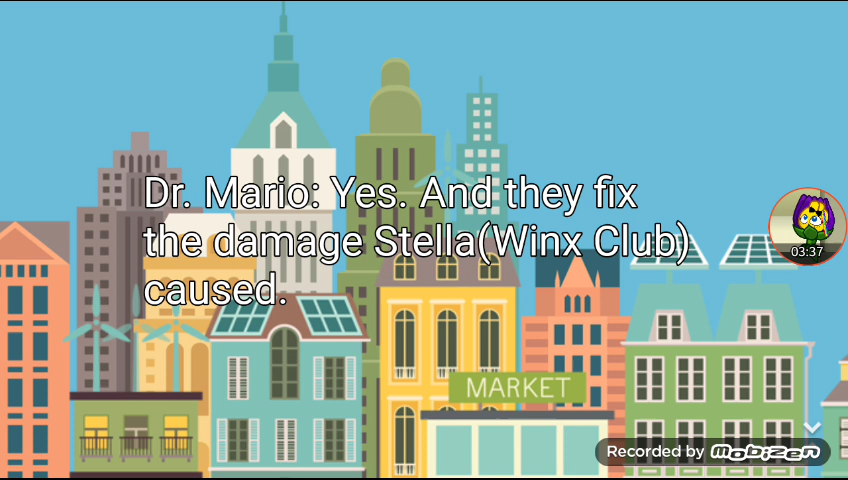 Dr. Mario: Yes. And they fix
the damage Stella(Winx Club)
caused.
03:37
MARKET
Recorded by Mobizen